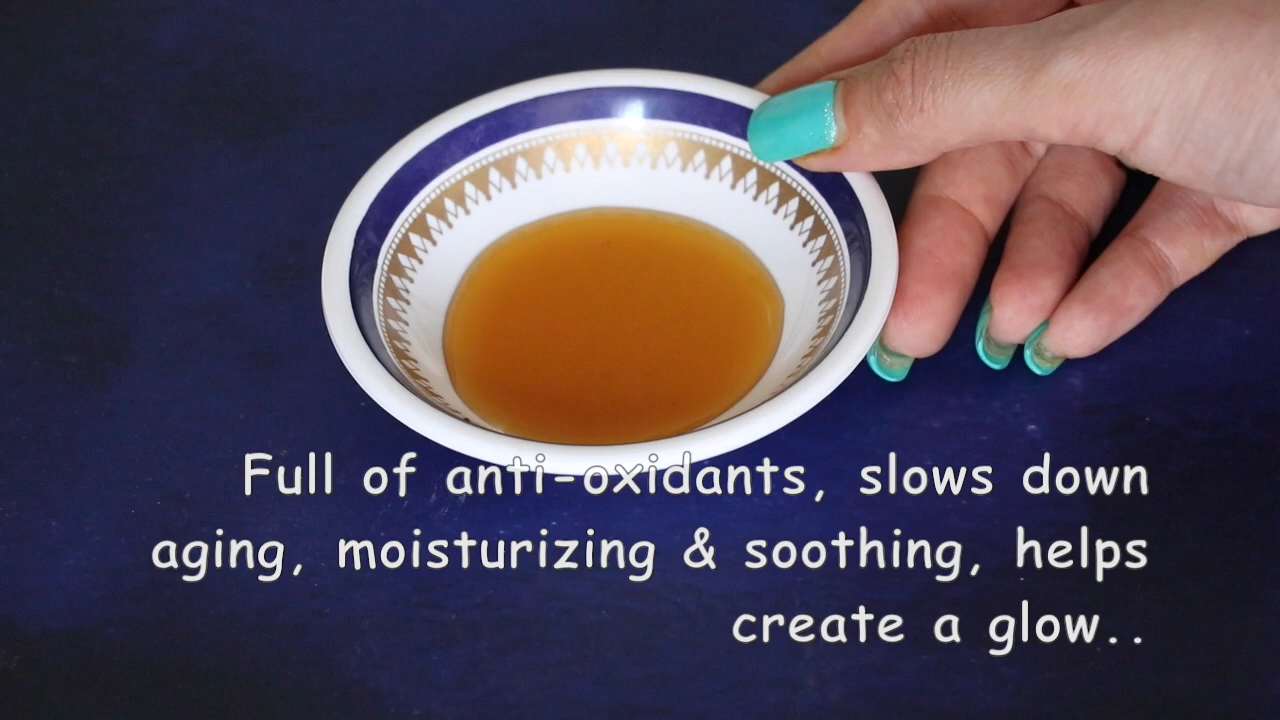 Full of anti-oxidants, slows down
aging, moisturizing & soothing, helps
create a glow..